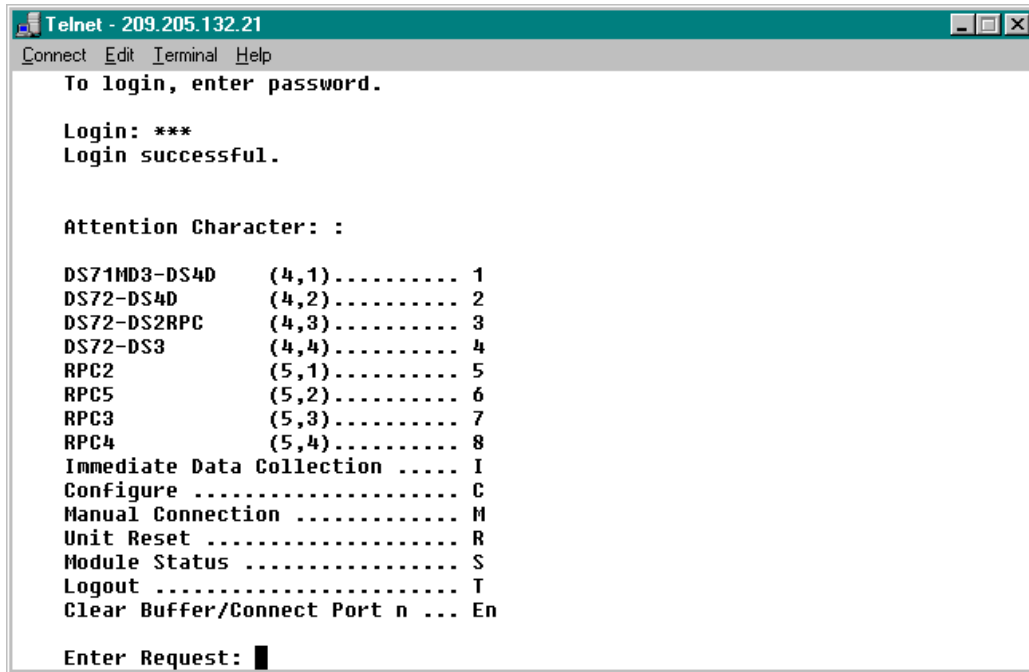 Telnet - 209.205.132.21
Connect Edit Terminal Help
To login, enter password.
Login: ***
Login successful.
Attention Character: :
DS71MD3-DS4D (4,1).......... 1
DS72-DS4D (4,2).......... 2
DS72-DS2RPC (4,3).......... 3
DS72-DS3 (4,4).......... 4
RPC2 (5,1).......... 5
RPC5 (5,2).......... 6
RPC3 (5,3).......... 7
RPC4 (5,4).......... 8
Immediate Data Collection ..... I
Configure ..................... C
Manual Connection ............. M
Unit Reset .................... R
Module Status ................. S
Logout ........................ T
Clear Buffer/Connect Port n ... En
Enter Request: